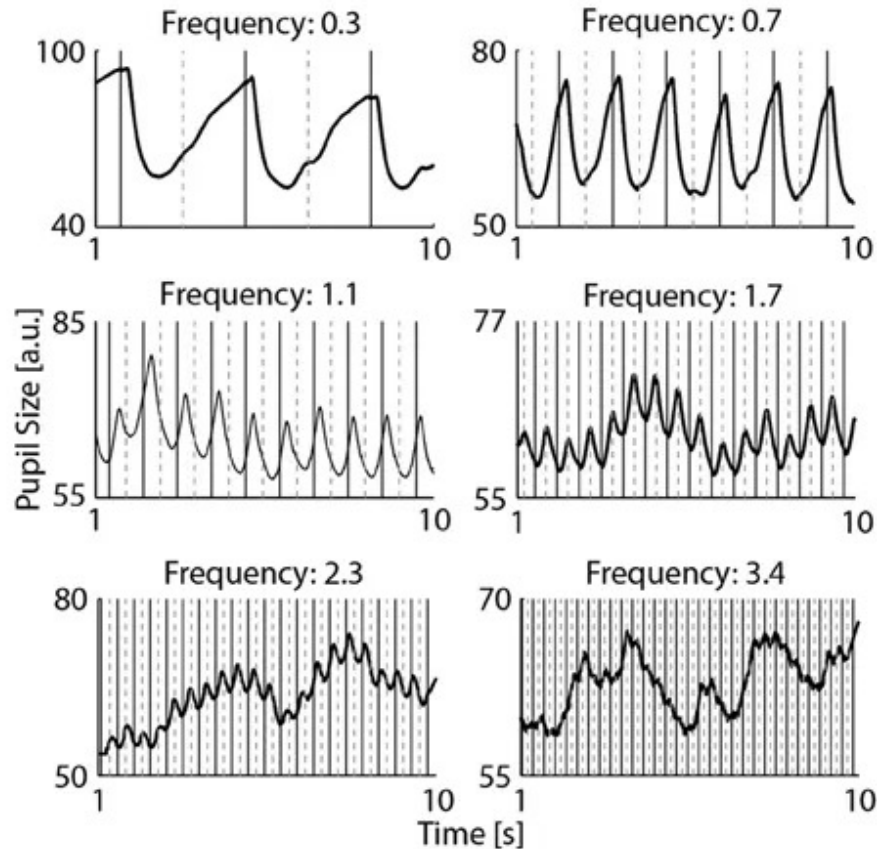 Frequency: 0.3
100
40
1 10
Frequency: 0.7
80
50
1 10
Frequency: 1.1
85
55
1 10
Frequency: 1.7
77
55
1 10
Frequency: 2.3
80
50
1 10
Frequency: 3.4
70
55
1 10
Pupil Size [a.u.]
Time [s]